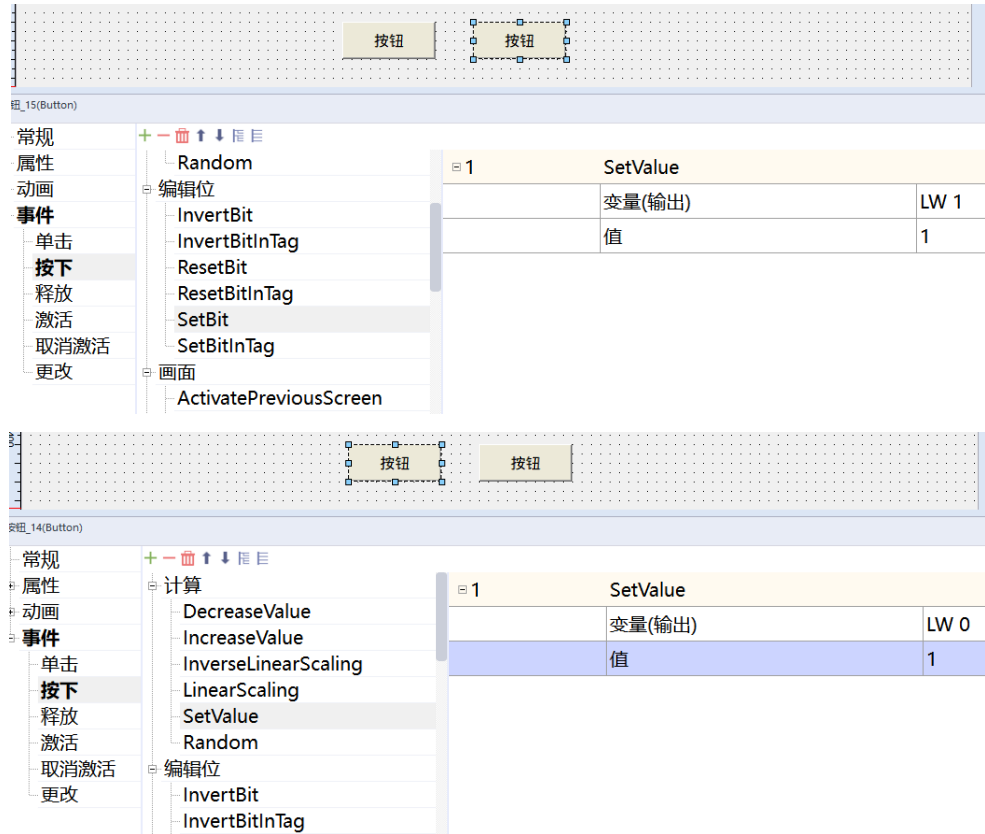 按钮 按钮
钮_15(Button)
常规
属性
动画
事件
单击
按下
释放
激活
取消激活
更改
Random
编辑位
InvertBit
InvertBitInTag
ResetBit
ResetBitInTag
SetBit
SetBitInTag
画面
ActivatePreviousScreen
1 SetValue
变量(输出) LW 1
值 1
按钮 按钮
按钮_14(Button)
常规
属性
动画
事件
单击
按下
释放
激活
取消激活
更改
计算
DecreaseValue
IncreaseValue
InverseLinearScaling
LinearScaling
SetValue
Random
编辑位
InvertBit
InvertBitInTag
1 SetValue
变量(输出) LW 0
值 1